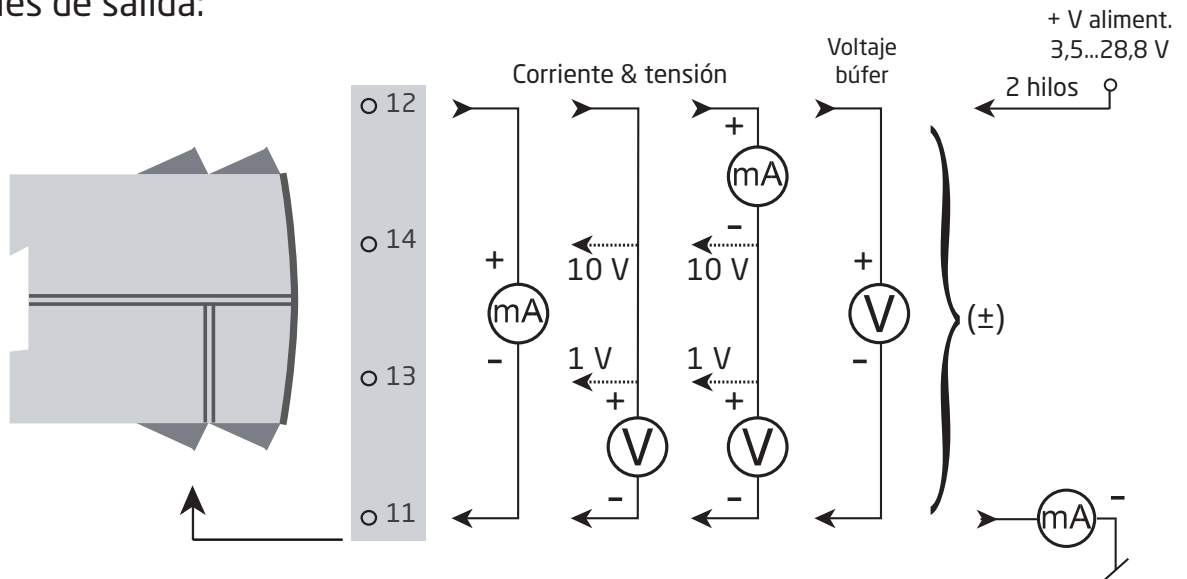 les de salida:
+ V aliment.
3,5...28,8 V
Voltaje
búfer
Corriente & tensión
2 hilos
12
+
mA
-
14
+
10 V
10 V
+
mA
(±)
V
-
-
1 V
1 V
13
+
+
V
V
-
-
-
11
mA